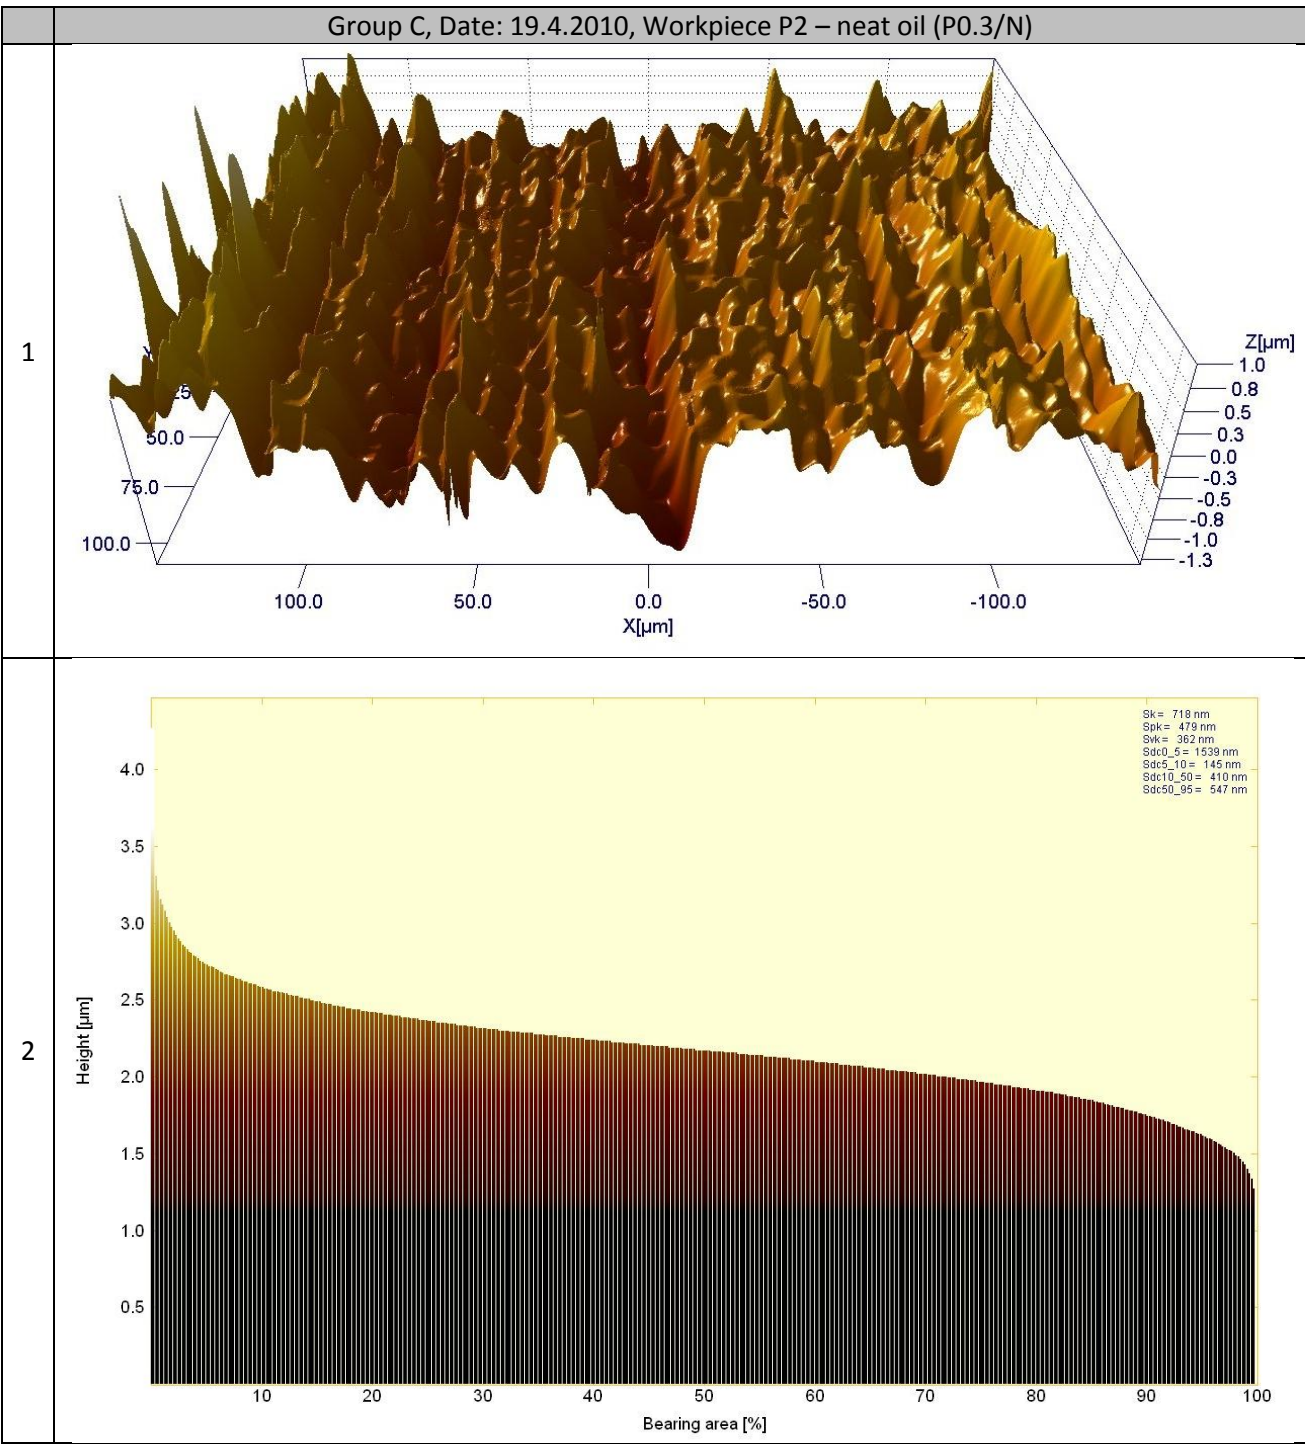 Group C, Date: 19.4.2010, Workpiece P2 – neat oil (P0.3/N)
1
Z[µm]
1.0
0.8
0.5
0.3
0.0
-0.3
-0.5
-0.8
-1.0
-1.3
50.0
75.0
100.0
100.0 50.0 0.0 -50.0 -100.0
X[µm]
2
Sk = 718 nm
Spk = 479 nm
Svk = 362 nm
Sdc0_5 = 1539 nm
Sdc5_10 = 145 nm
Sdc10_50 = 410 nm
Sdc50_95 = 547 nm
4.0
3.5
3.0
2.5
2.0
1.5
1.0
0.5
Height [µm]
10 20 30 40 50 60 70 80 90 100
Bearing area [%]